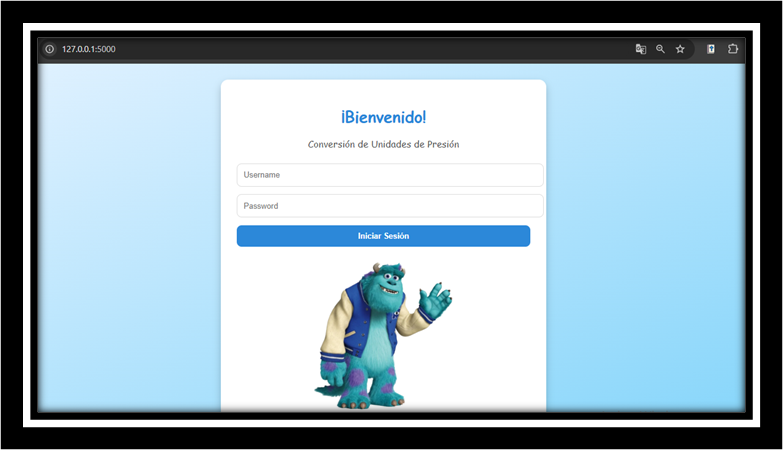 127.0.0.1:5000
¡Bienvenido!
Conversión de Unidades de Presión
Username
Password
Iniciar Sesión